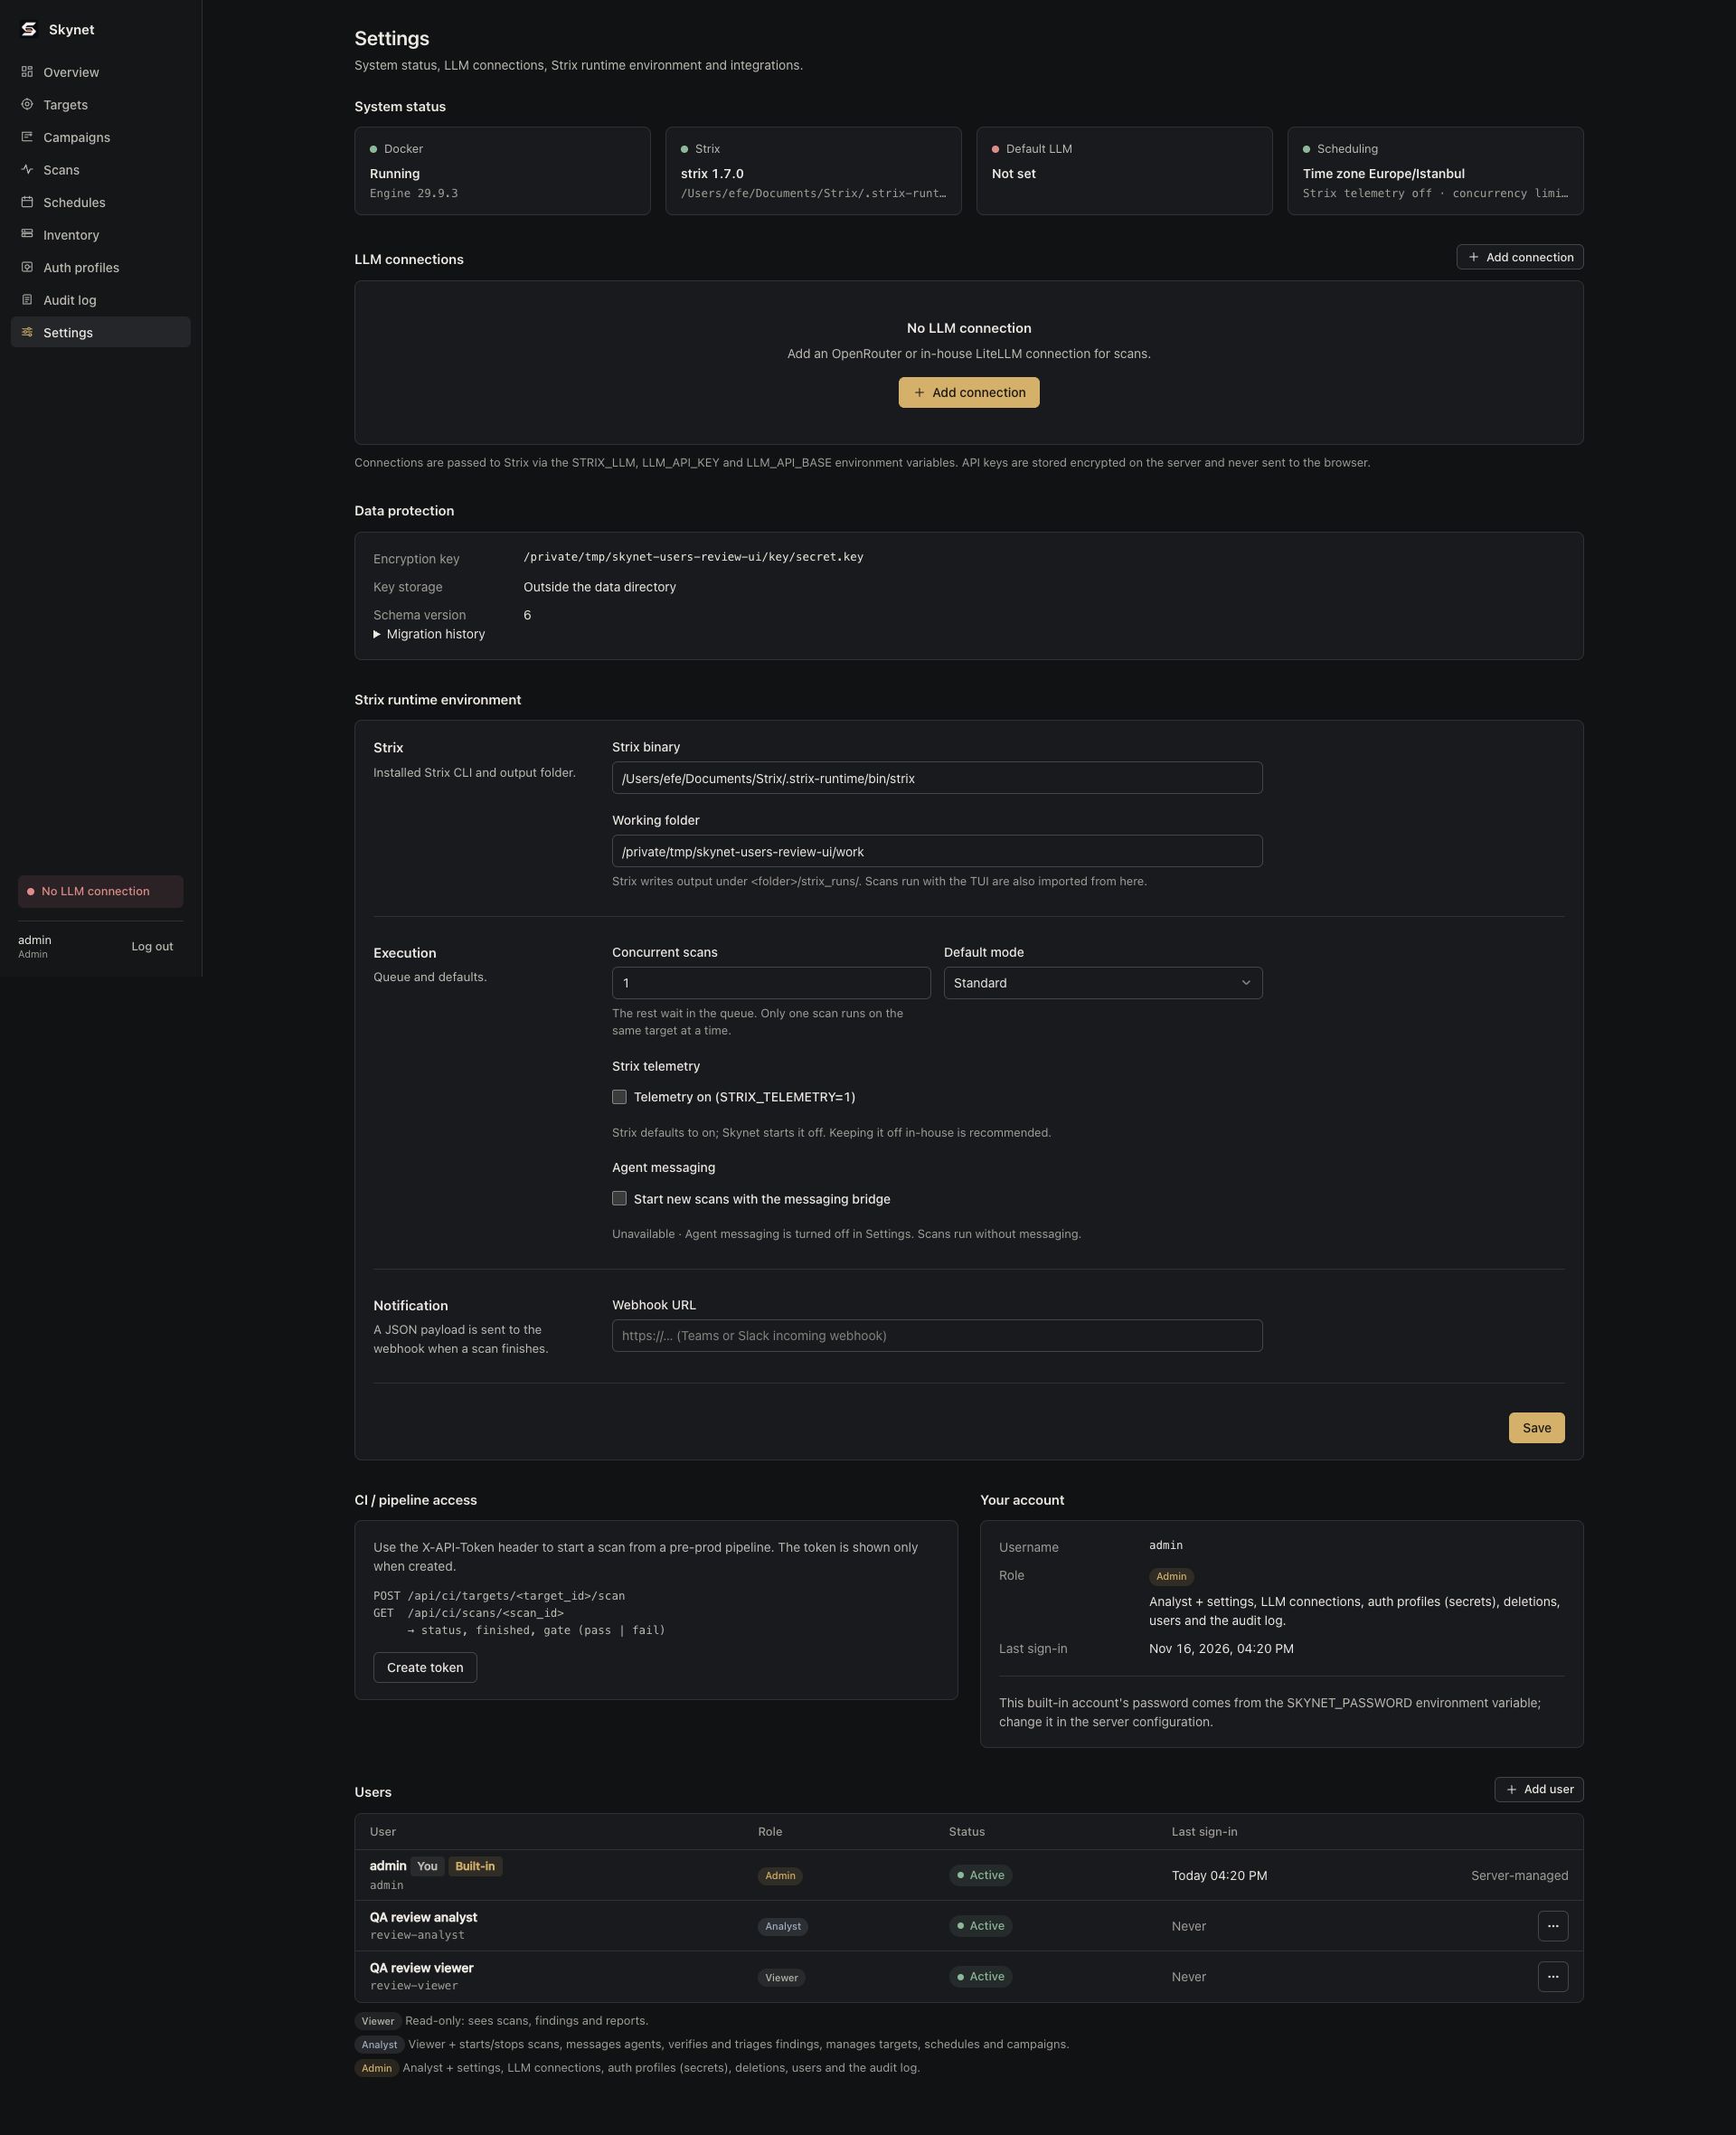 Skynet
Overview
Targets
Campaigns
Scans
Schedules
Inventory
Auth profiles
Audit log
Settings
No LLM connection
admin
Admin
Log out
Settings
System status, LLM connections, Strix runtime environment and integrations.
System status
Docker
Running
Engine 29.9.3
Strix
strix 1.7.0
/Users/efe/Documents/Strix/.strix-runt…
Default LLM
Not set
Scheduling
Time zone Europe/Istanbul
Strix telemetry off · concurrency limi…
LLM connections
+ Add connection
No LLM connection
Add an OpenRouter or in-house LiteLLM connection for scans.
+ Add connection
Connections are passed to Strix via the STRIX_LLM, LLM_API_KEY and LLM_API_BASE environment variables. API keys are stored encrypted on the server and never sent to the browser.
Data protection
Encryption key /private/tmp/skynet-users-review-ui/key/secret.key
Key storage Outside the data directory
Schema version 6
▶ Migration history
Strix runtime environment
Strix
Installed Strix CLI and output folder.
Strix binary
/Users/efe/Documents/Strix/.strix-runtime/bin/strix
Working folder
/private/tmp/skynet-users-review-ui/work
Strix writes output under <folder>/strix_runs/. Scans run with the TUI are also imported from here.
Execution
Queue and defaults.
Concurrent scans
1
The rest wait in the queue. Only one scan runs on the
same target at a time.
Default mode
Standard
Strix telemetry
Telemetry on (STRIX_TELEMETRY=1)
Strix defaults to on; Skynet starts it off. Keeping it off in-house is recommended.
Agent messaging
Start new scans with the messaging bridge
Unavailable · Agent messaging is turned off in Settings. Scans run without messaging.
Notification
A JSON payload is sent to the
webhook when a scan finishes.
Webhook URL
https://... (Teams or Slack incoming webhook)
Save
CI / pipeline access
Use the X-API-Token header to start a scan from a pre-prod pipeline. The token is shown only
when created.
POST /api/ci/targets/<target_id>/scan
GET /api/ci/scans/<scan_id>
→ status, finished, gate (pass | fail)
Create token
Your account
Username admin
Role Admin
Analyst + settings, LLM connections, auth profiles (secrets), deletions,
users and the audit log.
Last sign-in Nov 16, 2026, 04:20 PM
This built-in account's password comes from the SKYNET_PASSWORD environment variable;
change it in the server configuration.
Users
+ Add user
User Role Status Last sign-in
admin You Built-in
admin
Admin
Active
Today 04:20 PM
Server-managed
QA review analyst
review-analyst
Analyst
Active
Never
...
QA review viewer
review-viewer
Viewer
Active
Never
...
Viewer Read-only: sees scans, findings and reports.
Analyst Viewer + starts/stops scans, messages agents, verifies and triages findings, manages targets, schedules and campaigns.
Admin Analyst + settings, LLM connections, auth profiles (secrets), deletions, users and the audit log.